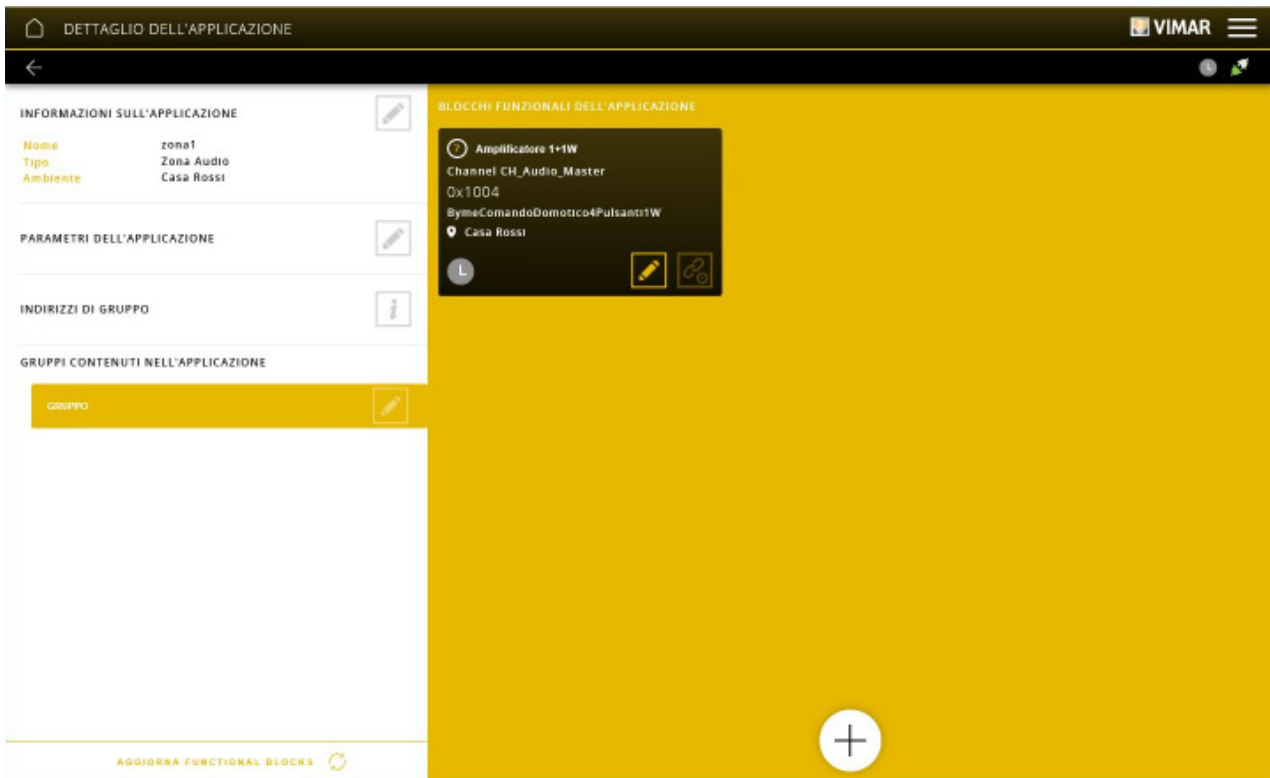 DETTAGLIO DELL'APPLICAZIONE
VIMAR
INFORMAZIONI SULL'APPLICAZIONE
Nome zona1
Tipo Zona Audio
Ambiente Casa Rossi
PARAMETRI DELL'APPLICAZIONE
INDIRIZZI DI GRUPPO
i
GRUPPI CONTENUTI NELL'APPLICAZIONE
GRUPPO
AGGIORNA FUNCTIONAL BLOCKS
BLOCCHI FUNZIONALI DELL'APPLICAZIONE
? Amplificatore 1+1W
Channel CH_Audio_Master
0x1004
BymeComandoDomotico4Pulsanti1W
Casa Rossi
L